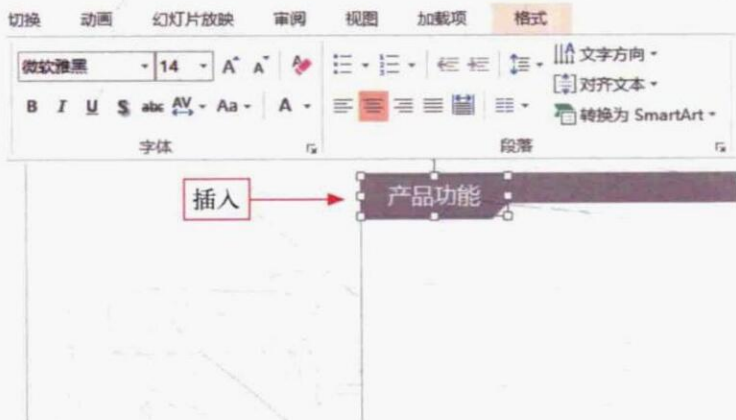 切换 动画 幻灯片放映 审阅 视图 加载项 格式
微软雅黑 14 A A 文字方向
对齐文本
B I U S abc AV Aa A 转换为 SmartArt
字体 段落
插入 产品功能